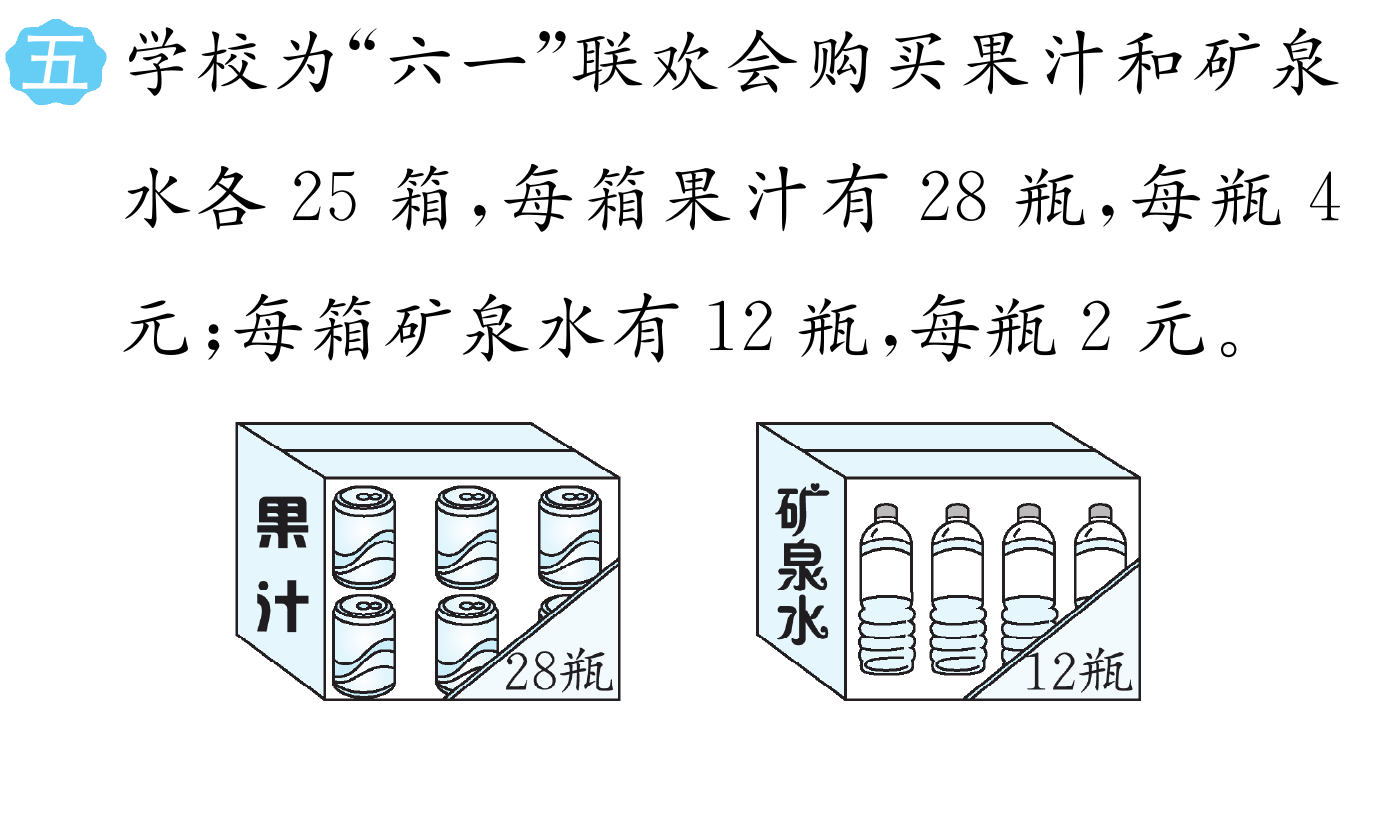 五 学校为“六一”联欢会购买果汁和矿泉
水各 25 箱，每箱果汁有 28 瓶，每瓶 4
元；每箱矿泉水有 12 瓶，每瓶 2 元。
果汁
28瓶
矿泉水
12瓶